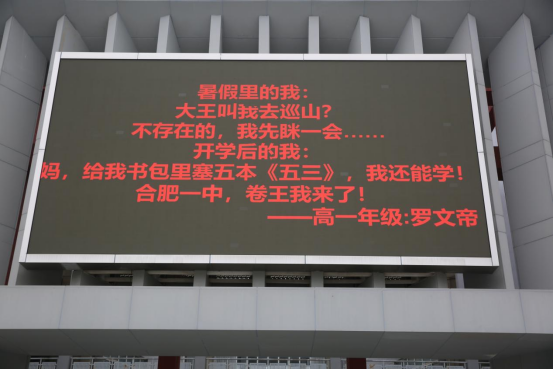 暑假里的我：
大王叫我去巡山？
不存在的，我先眯一会……
开学后的我：
妈，给我书包里塞五本《五三》，我还能学！
合肥一中，卷王我来了！
——高一年级:罗文帝